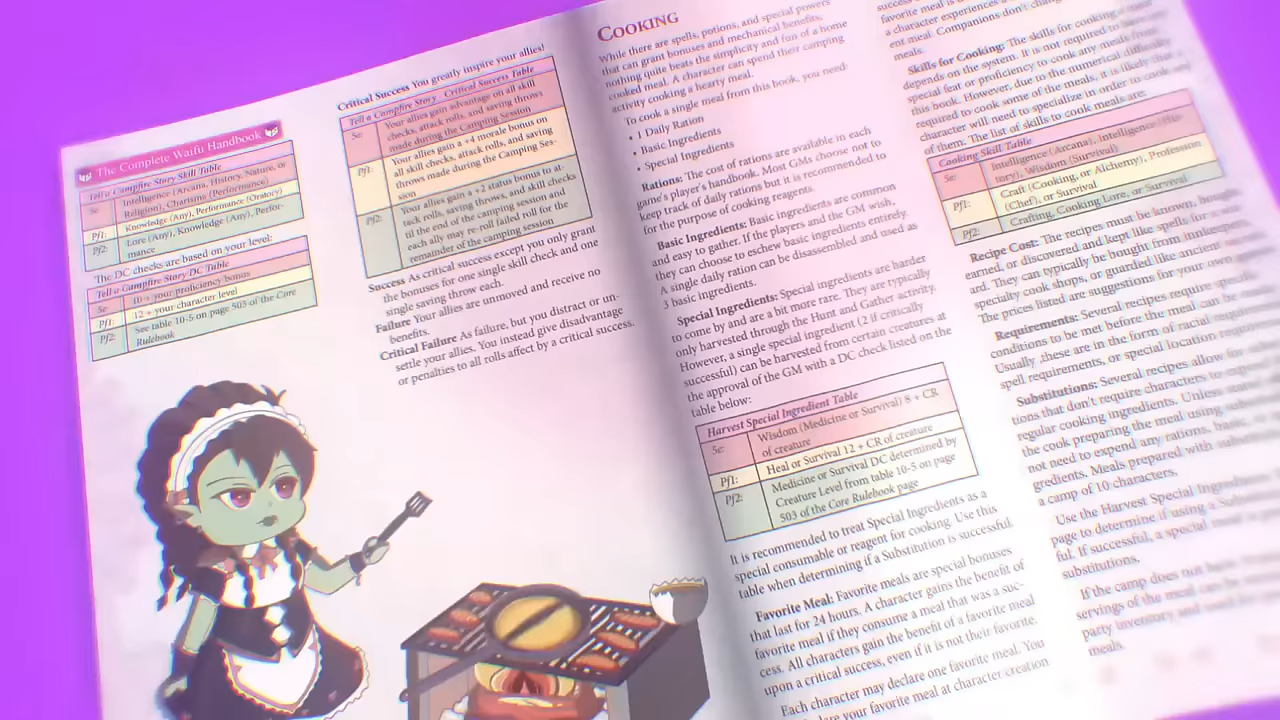 The Complete Waifu Handbook
Tell a Campfire Story Skill Table
5e: Intelligence (Arcana, History, Nature, or
Religion), Charisma (Performance)
Pf1: Knowledge (Any), Performance (Oratory)
Pf2: Lore (Any), Knowledge (Any), Perfor-
mance
The DC checks are based on your level:
Tell a Campfire Story DC Table
5e: 10 + your proficiency bonus
Pf1: 12 + your character level
Pf2: See table 10-5 on page 503 of the Core
Rulebook
Critical Success You greatly inspire your allies!
Tell a Campfire Story - Critical Success Table
5e: Your allies gain advantage on all skill
checks, attack rolls, and saving throws
made during the Camping Session
Pf1: Your allies gain a +4 morale bonus on
all skill checks, attack rolls, and saving
throws made during the Camping Ses-
sion
Pf2: Your allies gain a +2 status bonus to at-
tack rolls, saving throws, and skill checks
til the end of the camping session and
each ally may re-roll failed roll for the
remainder of the camping session
Success As critical success except you only grant
the bonuses for one single skill check and one
single saving throw each.
Failure Your allies are unmoved and receive no
benefits.
Critical Failure As failure, but you distract or un-
settle your allies. You instead give disadvantage
or penalties to all rolls affect by a critical success.
COOKING
While there are spells, potions, and special powers
that can grant bonuses and mechanical benefits,
nothing quite beats the simplicity and fun of a home
cooked meal. A character can spend their camping
activity cooking a hearty meal.
To cook a single meal from this book, you need:
• 1 Daily Ration
• Basic Ingredients
• Special Ingredients
Rations: The cost of rations are available in each
game's player's handbook. Most GMs choose not to
keep track of daily rations but it is recommended to
for the purpose of cooking reagents.
Basic Ingredients: Basic ingredients are common
and easy to gather. If the players and the GM wish,
they can choose to eschew basic ingredients entirely.
A single daily ration can be disassembled and used as
3 basic ingredients.
Special Ingredients: Special ingredients are harder
to come by and are a bit more rare. They are typically
only harvested through the Hunt and Gather activity.
However, a single special ingredient (2 if critically
successful) can be harvested from certain creatures at
the approval of the GM with a DC check listed on the
table below:
Harvest Special Ingredient Table
5e: Wisdom (Medicine or Survival) 8 + CR
of creature
Pf1: Heal or Survival 12 + CR of creature
Pf2: Medicine or Survival DC determined by
Creature Level from table 10-5 on page
503 of the Core Rulebook page
It is recommended to treat Special Ingredients as a
special consumable or reagent for cooking. Use this
table when determining if a Substitution is successful.
Favorite Meal: Favorite meals are special bonuses
that last for 24 hours. A character gains the benefit of
favorite meal if they consume a meal that was a suc-
cess. All characters gain the benefit of a favorite meal
upon a critical success, even if it is not their favorite.
Each character may declare one favorite meal. You
your favorite meal at character creation
favorite meal is
a character experiences a
ent meal. Companions don't
meals.
Skills for Cooking: The skills for cooking a meal
depends on the system. It is not required to have any
special feat or proficiency to cook any meals from
this book. However, due to the numerical difficulty
required to cook some of the meals, it is likely that a
character will need to specialize in order to cook any
of them. The list of skills to cook meals are:
Cooking Skill Table
5e: Intelligence (Arcana), Intelligence (His-
tory), Wisdom (Survival)
Pf1: Craft (Cooking, or Alchemy), Profession
(Chef), or Survival
Pf2: Crafting, Cooking Lore, or Survival
Recipe Cost: The recipes must be known, bought,
earned, or discovered and kept like spells for a wiz-
ard. They can typically be bought from innkeepers,
specialty cook shops, or guarded like ancient
The prices listed are suggestions for your own
Requirements: Several recipes require
conditions to be met before the meal can be
Usually ,these are in the form of racial
spell requirements, or special location
Substitutions: Several recipes allow for
tions that don't require characters to
regular cooking ingredients. Unless
the cook preparing the meal using
not need to expend any rations,
gredients. Meals prepared with
a camp of 10 characters.
Use the Harvest Special Ingredient
page to determine if using a Substitution
ful. If successful, a special meal is
substitutions.
If the camp does not have
servings of the meal can be
party inventory and
meals.